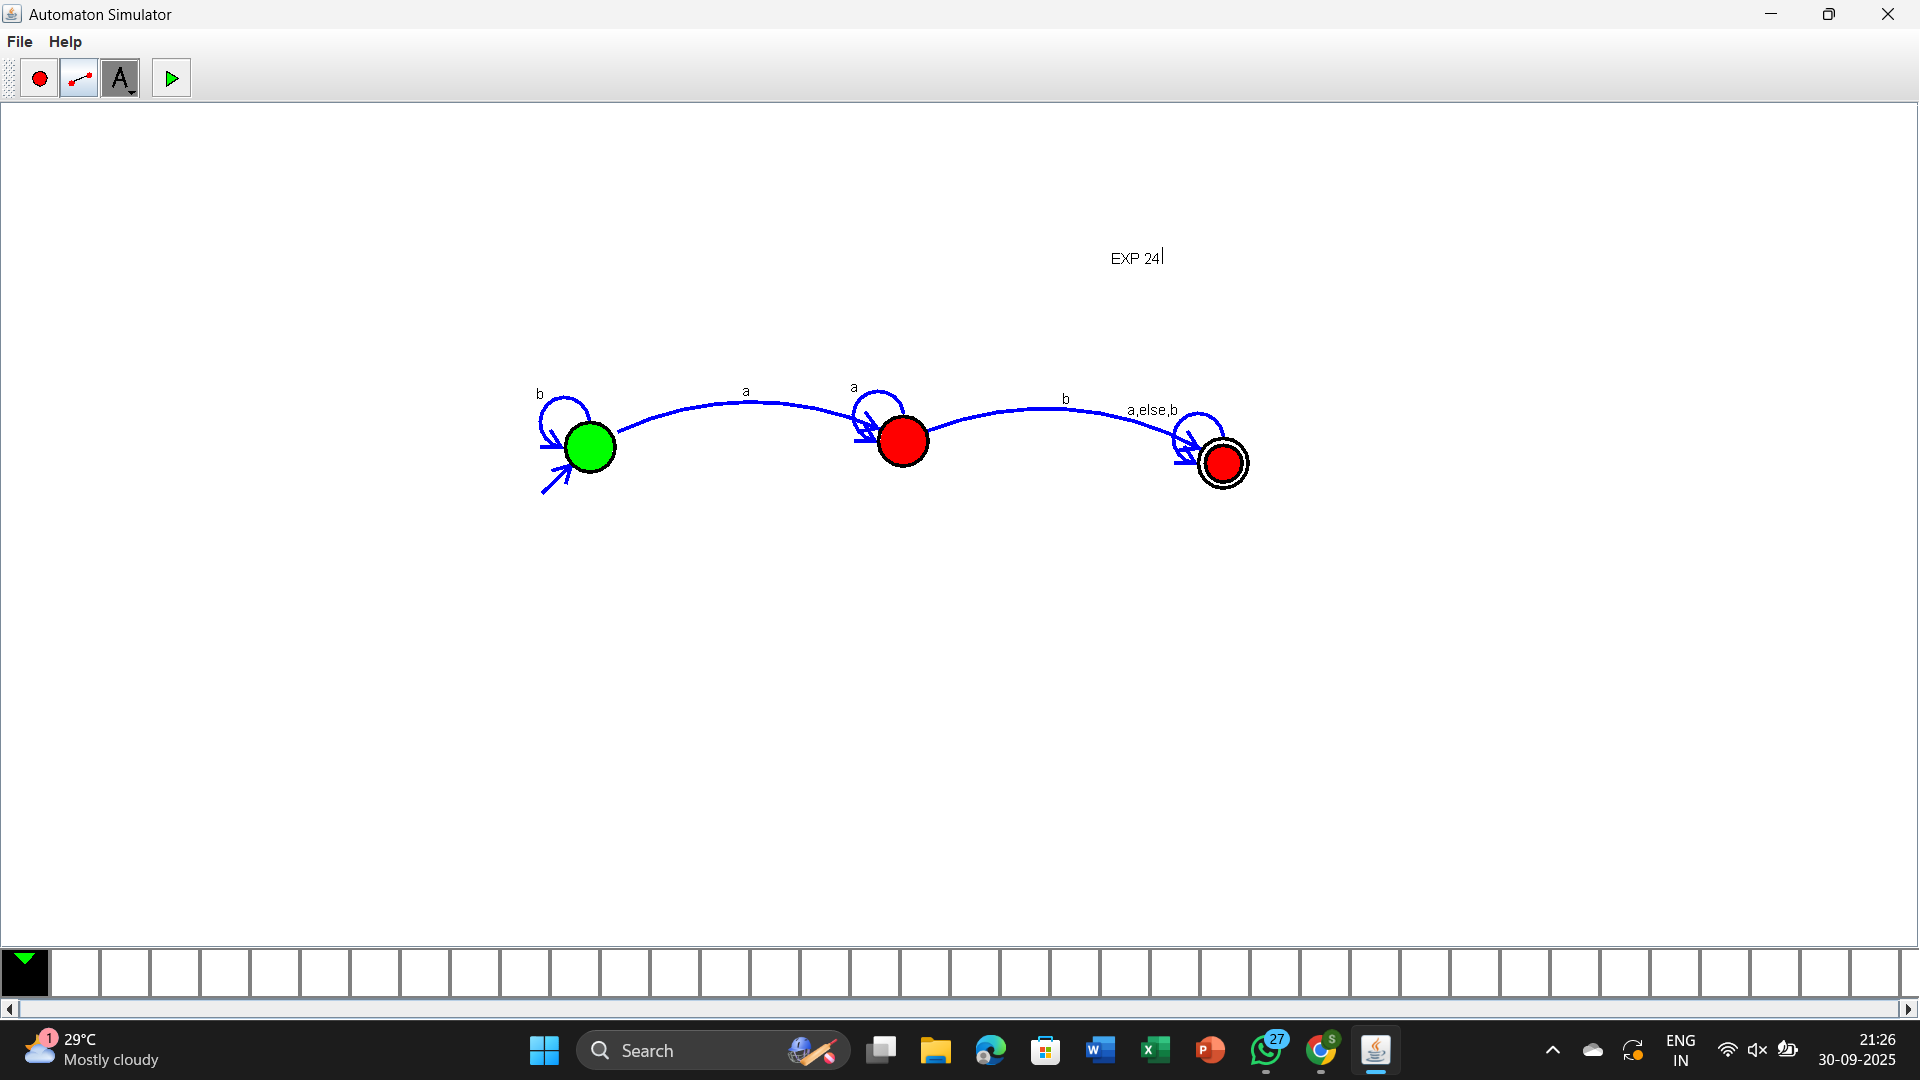 Automaton Simulator
File Help
A
EXP 24
b
a
a
b
a,else,b
1
29°C
Mostly cloudy
Search
W
X
P
27
S
ENG
IN
21:26
30-09-2025